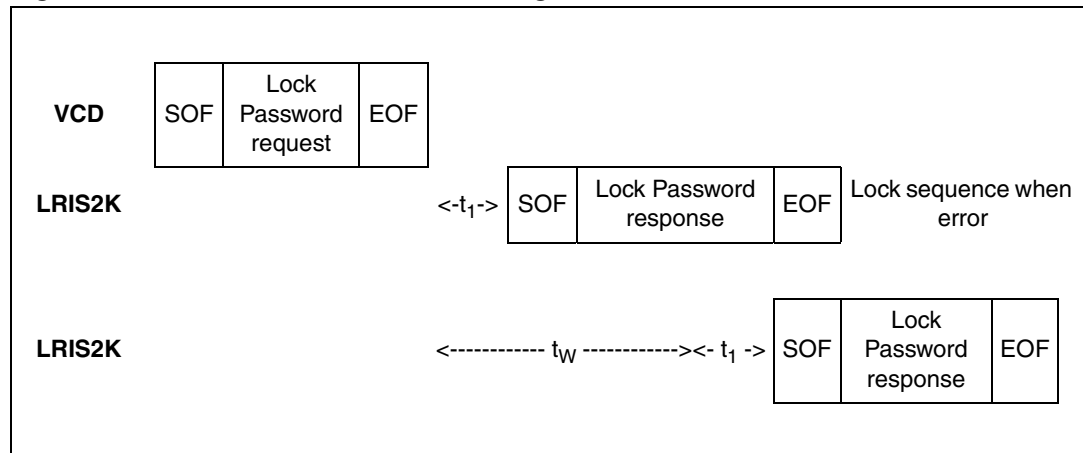 VCD
SOF
Lock
Password
request
EOF
LRIS2K
<-t1->
SOF
Lock Password
response
EOF
Lock sequence when
error
LRIS2K
<------------ tW ------------><- t1 ->
SOF
Lock
Password
response
EOF